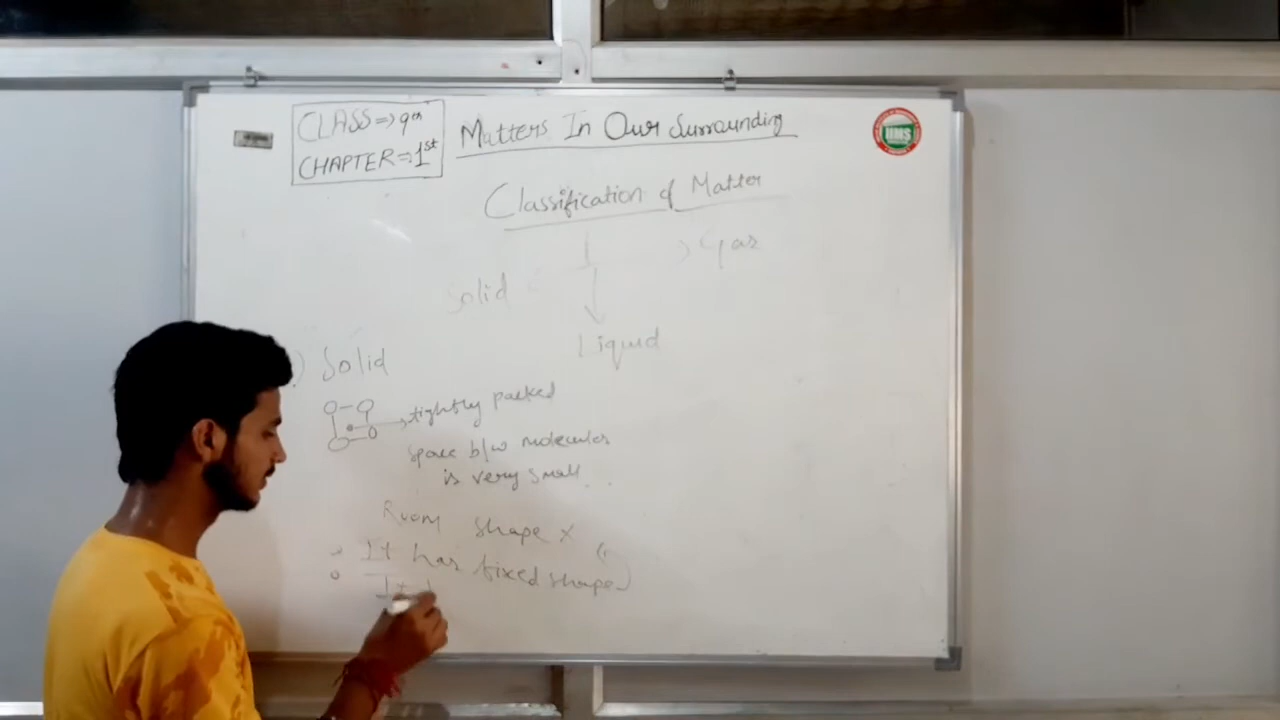 CLASS => 9th
CHAPTER => 1st
Matters In Our Surrounding
Classification of Matter
Solid
Gas
Liquid
) Solid
tightly packed
space b/w molecules
is very small..
Room shape x
It has fixed shape
It